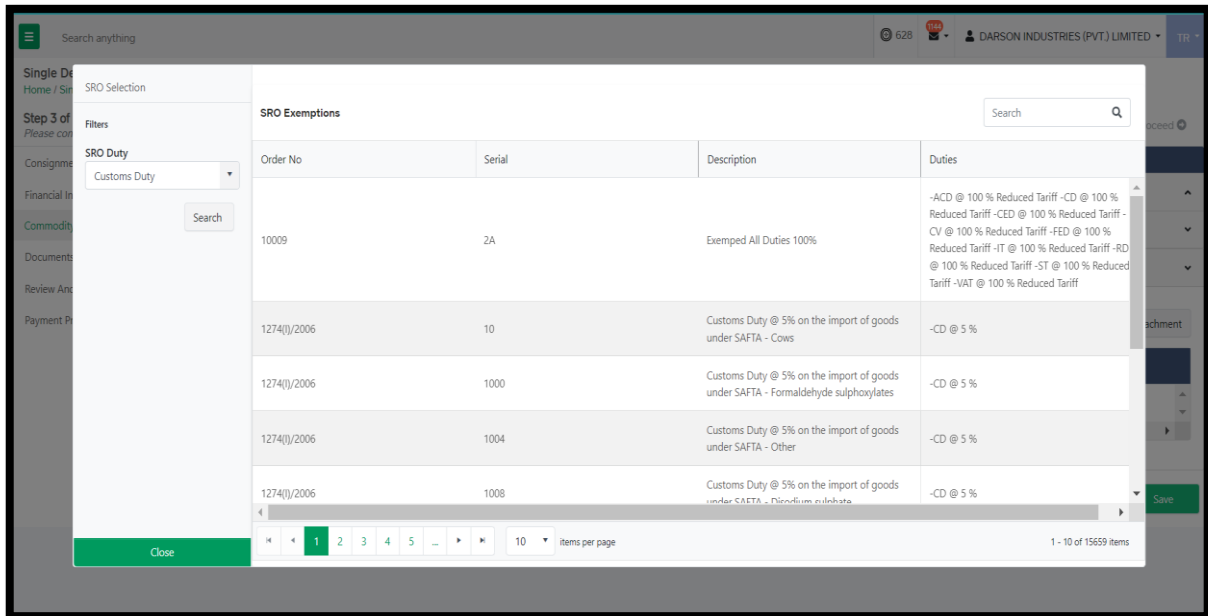 Search anything
628
1144
DARSON INDUSTRIES (PVT.) LIMITED
TR
Single De
Home / Sin
Step 3 of
Please con
oceed
Consignme
Financial In
Commodity
Documents
Review And
Payment Pr
achment
Save
SRO Selection
Filters
SRO Duty
Customs Duty
Search
Close
SRO Exemptions
Search
Order No Serial Description Duties
10009 2A Exemped All Duties 100%
-ACD @ 100 % Reduced Tariff -CD @ 100 %
Reduced Tariff -CED @ 100 % Reduced Tariff -
CV @ 100 % Reduced Tariff -FED @ 100 %
Reduced Tariff -IT @ 100 % Reduced Tariff -RD
@ 100 % Reduced Tariff -ST @ 100 % Reduced
Tariff -VAT @ 100 % Reduced Tariff
1274(I)/2006 10 Customs Duty @ 5% on the import of goods
under SAFTA - Cows
-CD @ 5 %
1274(I)/2006 1000 Customs Duty @ 5% on the import of goods
under SAFTA - Formaldehyde sulphoxylates
-CD @ 5 %
1274(I)/2006 1004 Customs Duty @ 5% on the import of goods
under SAFTA - Other
-CD @ 5 %
1274(I)/2006 1008 Customs Duty @ 5% on the import of goods
under SAFTA - Disodium sulphate
-CD @ 5 %
1 2 3 4 5 ... 10 items per page 1 - 10 of 15659 items